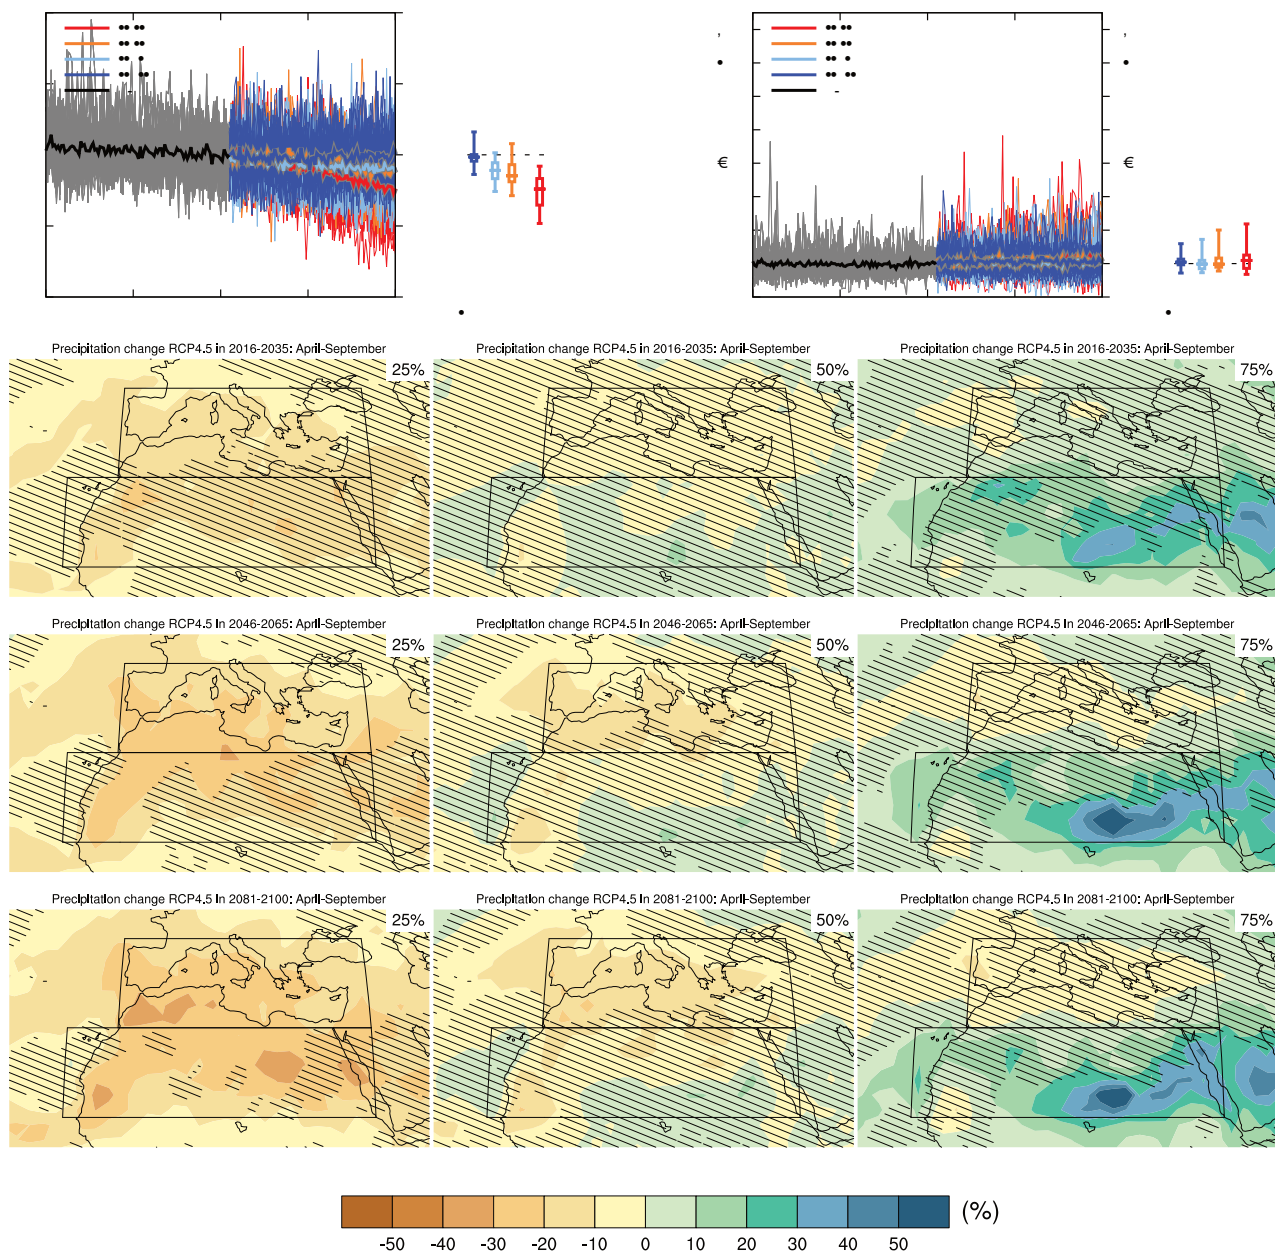 Precipitation change RCP4.5 in 2016-2035: April-September
25%
Precipitation change RCP4.5 in 2016-2035: April-September
50%
Precipitation change RCP4.5 in 2016-2035: April-September
75%
Precipitation change RCP4.5 in 2046-2065: April-September
25%
Precipitation change RCP4.5 in 2046-2065: April-September
50%
Precipitation change RCP4.5 in 2046-2065: April-September
75%
Precipitation change RCP4.5 in 2081-2100: April-September
25%
Precipitation change RCP4.5 in 2081-2100: April-September
50%
Precipitation change RCP4.5 in 2081-2100: April-September
75%
(%)
-50 -40 -30 -20 -10 0 10 20 30 40 50